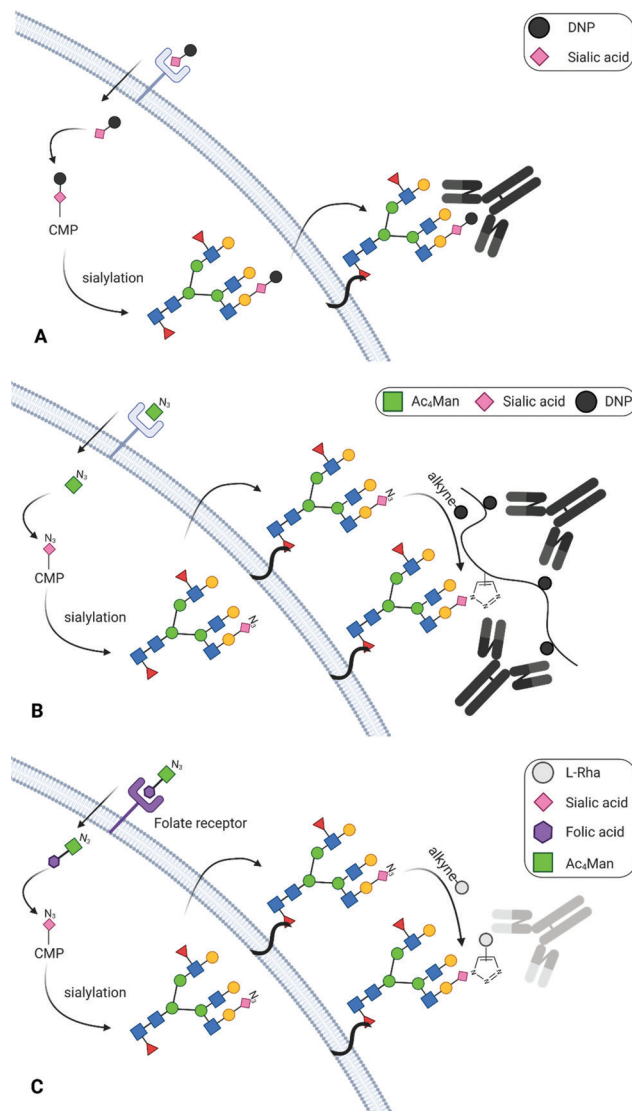 DNP
Sialic acid
CMP
sialylation
A
Ac₄Man
Sialic acid
DNP
N₃
N₃
N₃
CMP
sialylation
N₃
N₃
alkyne
N
N
N
B
L-Rha
Sialic acid
Folic acid
Ac₄Man
N₃
Folate receptor
N₃
N₃
CMP
sialylation
N₃
N₃
alkyne
N
N
N
C